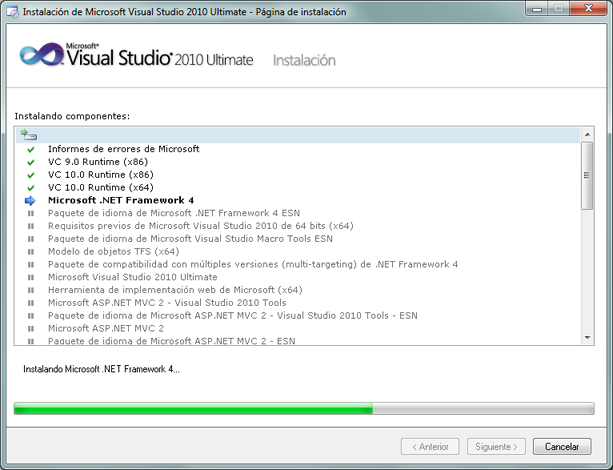 Instalación de Microsoft Visual Studio 2010 Ultimate - Página de instalación
Microsoft®
Visual Studio® 2010 Ultimate Instalación
Instalando componentes:
Informes de errores de Microsoft
VC 9.0 Runtime (x86)
VC 10.0 Runtime (x86)
VC 10.0 Runtime (x64)
Microsoft .NET Framework 4
Paquete de idioma de Microsoft .NET Framework 4 ESN
Requisitos previos de Microsoft Visual Studio 2010 de 64 bits (x64)
Paquete de idioma de Microsoft Visual Studio Macro Tools ESN
Modelo de objetos TFS (x64)
Paquete de compatibilidad con múltiples versiones (multi-targeting) de .NET Framework 4
Microsoft Visual Studio 2010 Ultimate
Herramienta de implementación web de Microsoft (x64)
Microsoft ASP.NET MVC 2 - Visual Studio 2010 Tools
Paquete de idioma de Microsoft ASP.NET MVC 2 - Visual Studio 2010 Tools - ESN
Microsoft ASP.NET MVC 2
Paquete de idioma de Microsoft ASP.NET MVC 2 - ESN
Instalando Microsoft .NET Framework 4...
< Anterior Siguiente > Cancelar